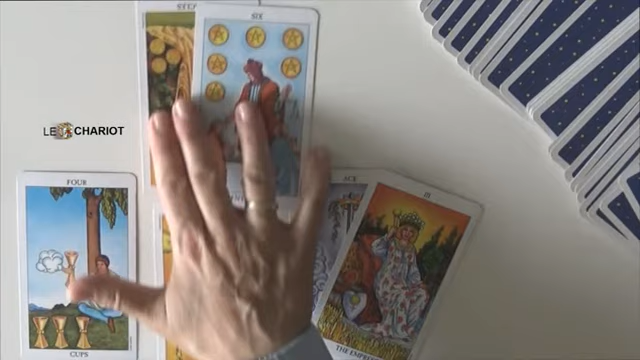 SIX
LE CHARIOT
FOUR
CUPS
ACE
III
THE EMPRESS